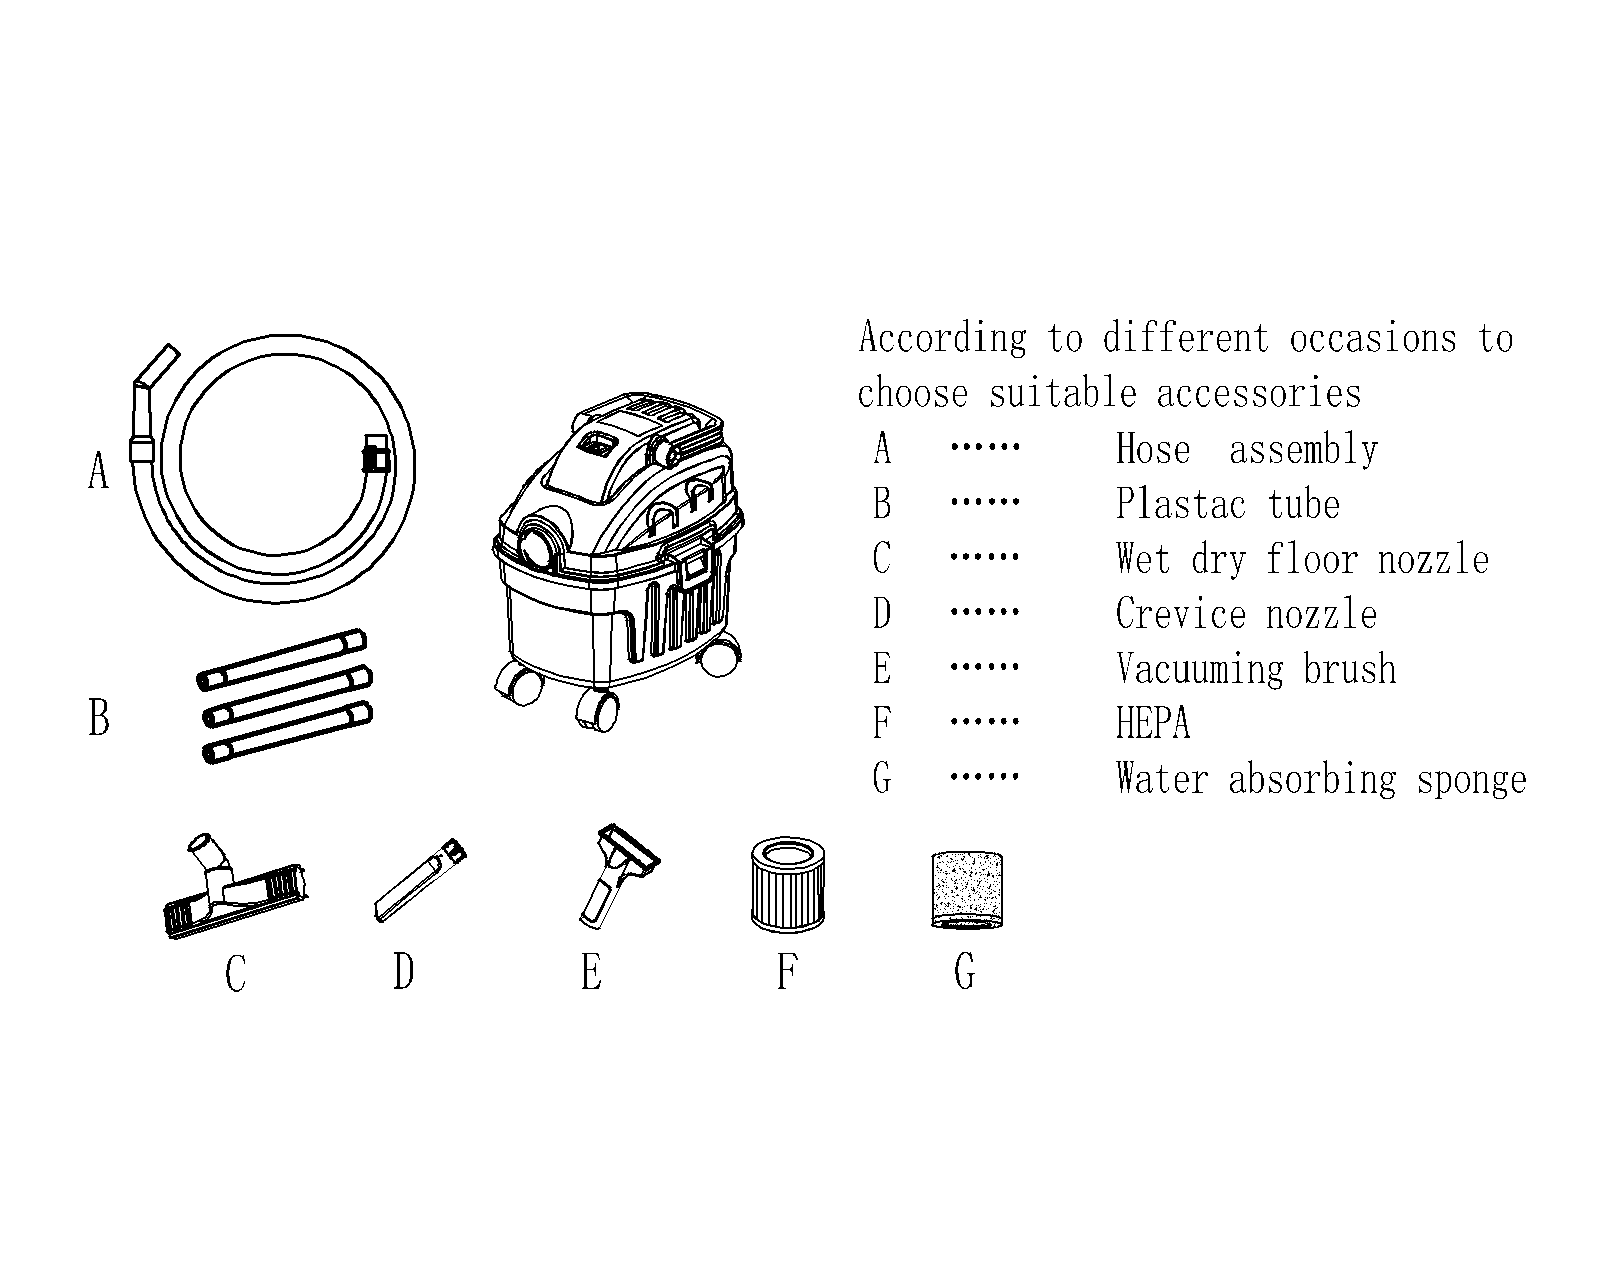 According to different occasions to
choose suitable accessories
A ······ Hose assembly
B ······ Plastac tube
C ······ Wet dry floor nozzle
D ······ Crevice nozzle
E ······ Vacuuming brush
F ······ HEPA
G ······ Water absorbing sponge
A
B
C D E F G